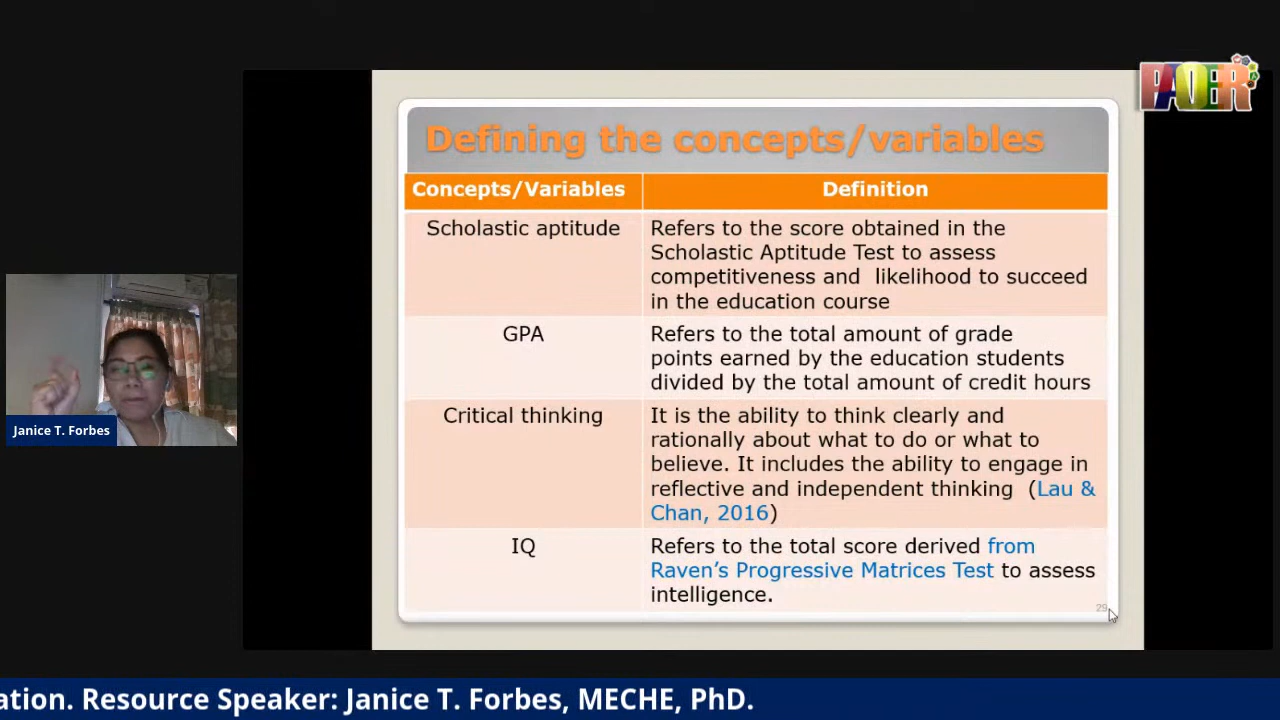 PAOER
Defining the concepts/variables
Concepts/Variables
Definition
Scholastic aptitude
Refers to the score obtained in the
Scholastic Aptitude Test to assess
competitiveness and likelihood to succeed
in the education course
GPA
Refers to the total amount of grade
points earned by the education students
divided by the total amount of credit hours
Critical thinking
It is the ability to think clearly and
rationally about what to do or what to
believe. It includes the ability to engage in
reflective and independent thinking (Lau &
Chan, 2016)
IQ
Refers to the total score derived from
Raven’s Progressive Matrices Test to assess
intelligence.
29
Janice T. Forbes
ation. Resource Speaker: Janice T. Forbes, MECHE, PhD.